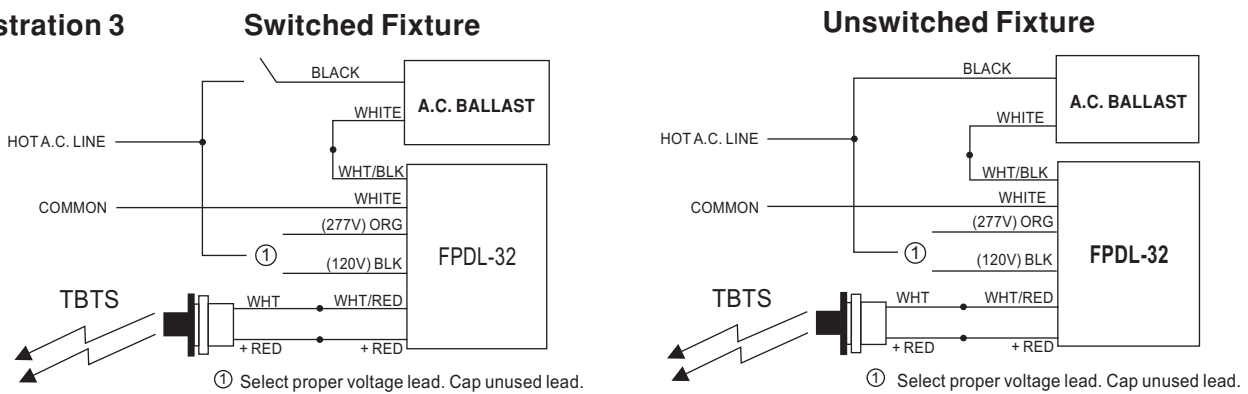 stration 3
Switched Fixture
BLACK
A.C. BALLAST
WHITE
HOT A.C. LINE
WHT/BLK
WHITE
COMMON
(277V) ORG
FPDL-32
①
(120V) BLK
TBTS
WHT
WHT/RED
+ RED
+ RED
① Select proper voltage lead. Cap unused lead.
Unswitched Fixture
BLACK
A.C. BALLAST
WHITE
HOT A.C. LINE
WHT/BLK
WHITE
COMMON
(277V) ORG
FPDL-32
①
(120V) BLK
TBTS
WHT
WHT/RED
+ RED
+ RED
① Select proper voltage lead. Cap unused lead.